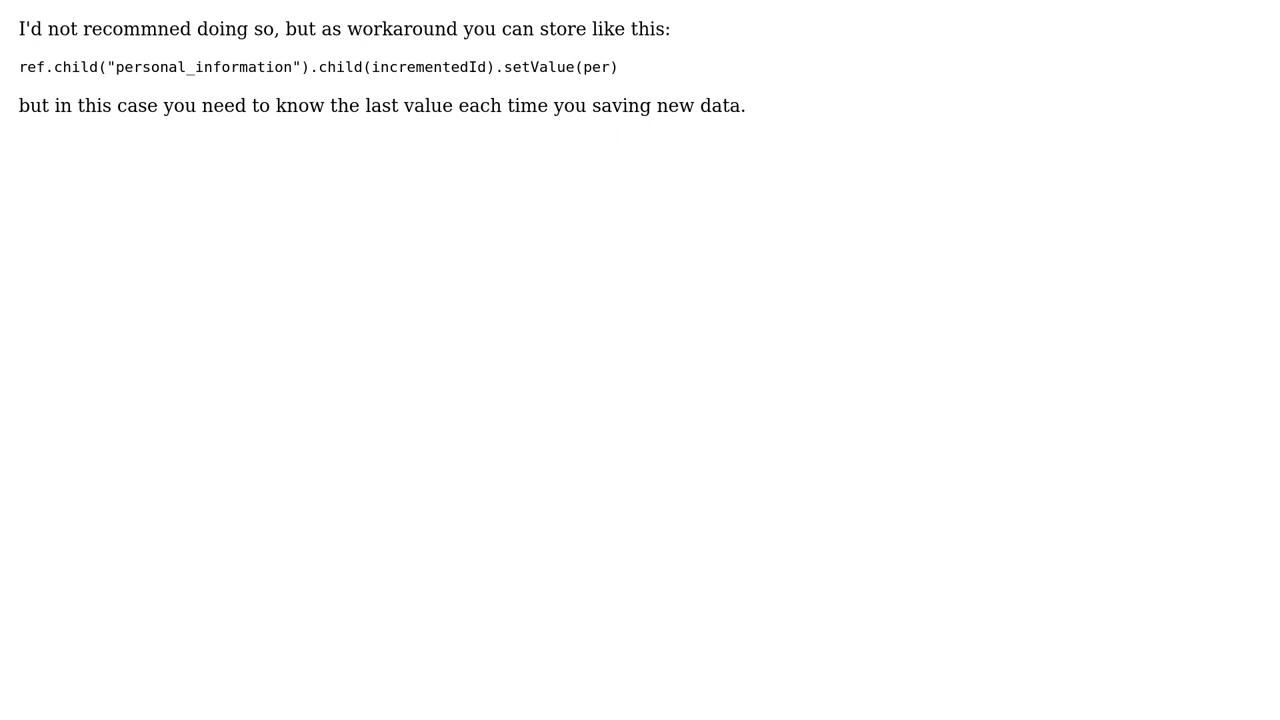 I'd not recommned doing so, but as workaround you can store like this:
ref.child("personal_information").child(incrementedId).setValue(per)
but in this case you need to know the last value each time you saving new data.